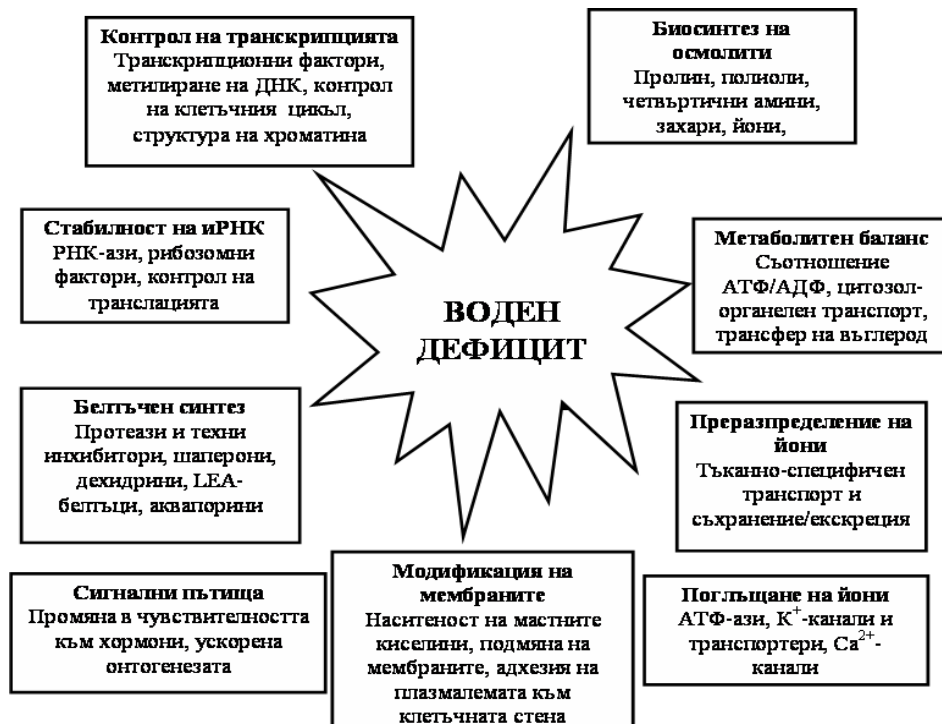 Контрол на транскрипцията
Транскрипционни фактори,
метилиране на ДНК, контрол
на клетъчния цикъл,
структура на хроматина
Биосинтез на
осмолити
Пролин, полиоли,
четвъртични амини,
захари, йони,
Стабилност на иРНК
РНК-ази, рибозомни
фактори, контрол на
транслацията
ВОДЕН
ДЕФИЦИТ
Метаболитен баланс
Съотношение
АТФ/АДФ, цитозол-
органелен транспорт,
трансфер на въглерод
Белтъчен синтез
Протеази и техни
инхибитори, шаперони,
дехидрини, LEA-
белтъци, аквапорини
Преразпределение на
йони
Тъканно-специфичен
транспорт и
съхранение/екскреция
Сигнални пътища
Промяна в чувствителността
към хормони, ускорена
онтогенезата
Модификация на
мембраните
Наситеност на мастните
киселини, подмяна на
мембраните, адхезия на
плазмалемата към
клетъчната стена
Поглъщане на йони
АТФ-ази, K⁺-канали и
транспортери, Ca²⁺-
канали